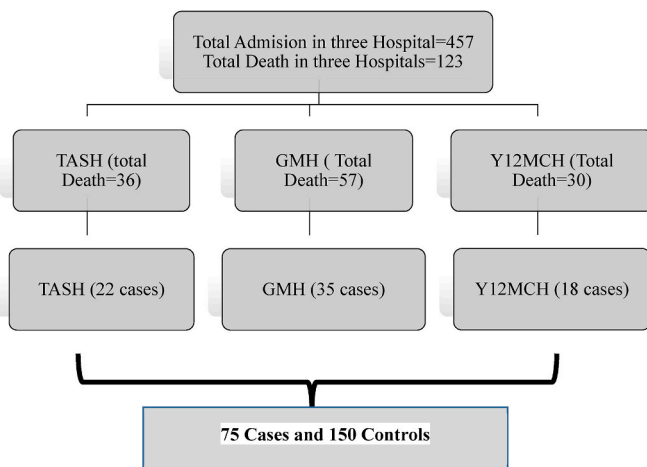 Total Admision in three Hospital=457
Total Death in three Hospitals=123
TASH (total
Death=36)
GMH ( Total
Death=57)
Y12MCH (Total
Death=30)
TASH (22 cases)
GMH (35 cases)
Y12MCH (18 cases)
75 Cases and 150 Controls